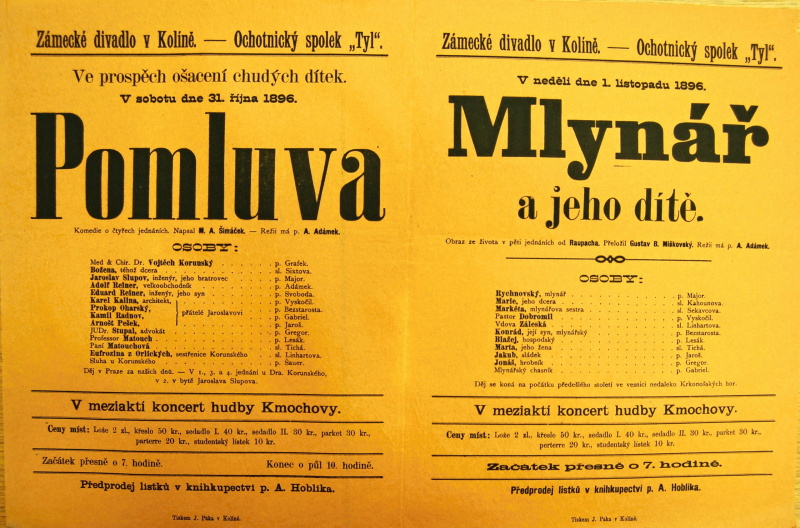 Zámecké divadlo v Kolíně. — Ochotnický spolek „Tyl“.
Ve prospěch ošacení chudých dítek.
V sobotu dne 31. října 1896.
Pomluva
Komedie o čtyřech jednáních. Napsal M. A. Šimáček. — Režii má p. A. Adámek.
OSOBY:
Med & Chir. Dr. Vojtěch Korunský . . . . . p. Grafek.
Božena, téhož dcera . . . . . sl. Sixtova.
Jaroslav Slupov, inženýr, jeho bratrovec . . . . . p. Major.
Adolf Reiner, velkoobchodník . . . . . p. Adámek.
Eduard Reiner, inženýr, jeho syn . . . . . p. Svoboda.
Karel Kalina, architekt, . . . . . p. Vyskočil.
Prokop Oharský, . . . . . p. Bezstarosta.
přátelé Jaroslavovi
Kamil Radnov, . . . . . p. Gabriel.
Arnošt Pešek, . . . . . p. Jaroš.
JUDr. Stupal, advokát . . . . . p. Gregor.
Professor Matouch . . . . . p. Lesák.
Paní Matouchová . . . . . sl. Tichá.
Eufrozina z Orlických, sestřenice Korunského . . . . . sl. Linhartova.
Sluha u Korunského . . . . . p. Sauer.
Děj v Praze za našich dnů. — V 1., 3. a 4. jednání u Dra. Korunského,
v 2. v bytě Jaroslava Slupova.
V meziaktí koncert hudby Kmochovy.
Ceny míst: Lože 2 zl., křeslo 50 kr., sedadlo I. 40 kr., sedadlo II. 30 kr., parket 30 kr.,
parterre 20 kr., studentský lístek 10 kr.
Začátek přesně o 7. hodině. Konec o půl 10. hodině.
Předprodej lístků v knihkupectví p. A. Hoblíka.
Tiskem J. Páka v Kolíně.
Zámecké divadlo v Kolíně. — Ochotnický spolek „Tyl“.
V neděli dne 1. listopadu 1896.
Mlynář
a jeho dítě.
Obraz ze života v pěti jednáních od Raupacha. Přeložil Gustav B. Miškovský. Režii má p. A. Adámek.
OSOBY:
Rychnovský, mlynář . . . . . p. Major.
Marie, jeho dcera . . . . . sl. Kahounova.
Markéta, mlynářova sestra . . . . . sl. Sekavcova.
Pastor Dobromil . . . . . p. Vyskočil.
Vdova Záleská . . . . . sl. Linhartova.
Konrád, její syn, mlynářský . . . . . p. Bezstarosta.
Blažej, hospodský . . . . . p. Lesák.
Marta, jeho žena . . . . . sl. Tichá.
Jakub, sládek . . . . . p. Jaroš.
Jonáš, hrobník . . . . . p. Gregor.
Mlynářský chasník . . . . . p. Gabriel.
Děj se koná na počátku předešlého století ve vesnici nedaleko Krkonošských hor.
V meziaktí koncert hudby Kmochovy.
Ceny míst: Lože 2 zl., křeslo 50 kr., sedadlo I. 40 kr., sedadlo II. 30 kr., parket 30 kr.,
parterre 20 kr., studentský lístek 10 kr.
Začátek přesně o 7. hodině.
Předprodej lístků v knihkupectví p. A. Hoblíka.
Tiskem J. Páka v Kolíně.